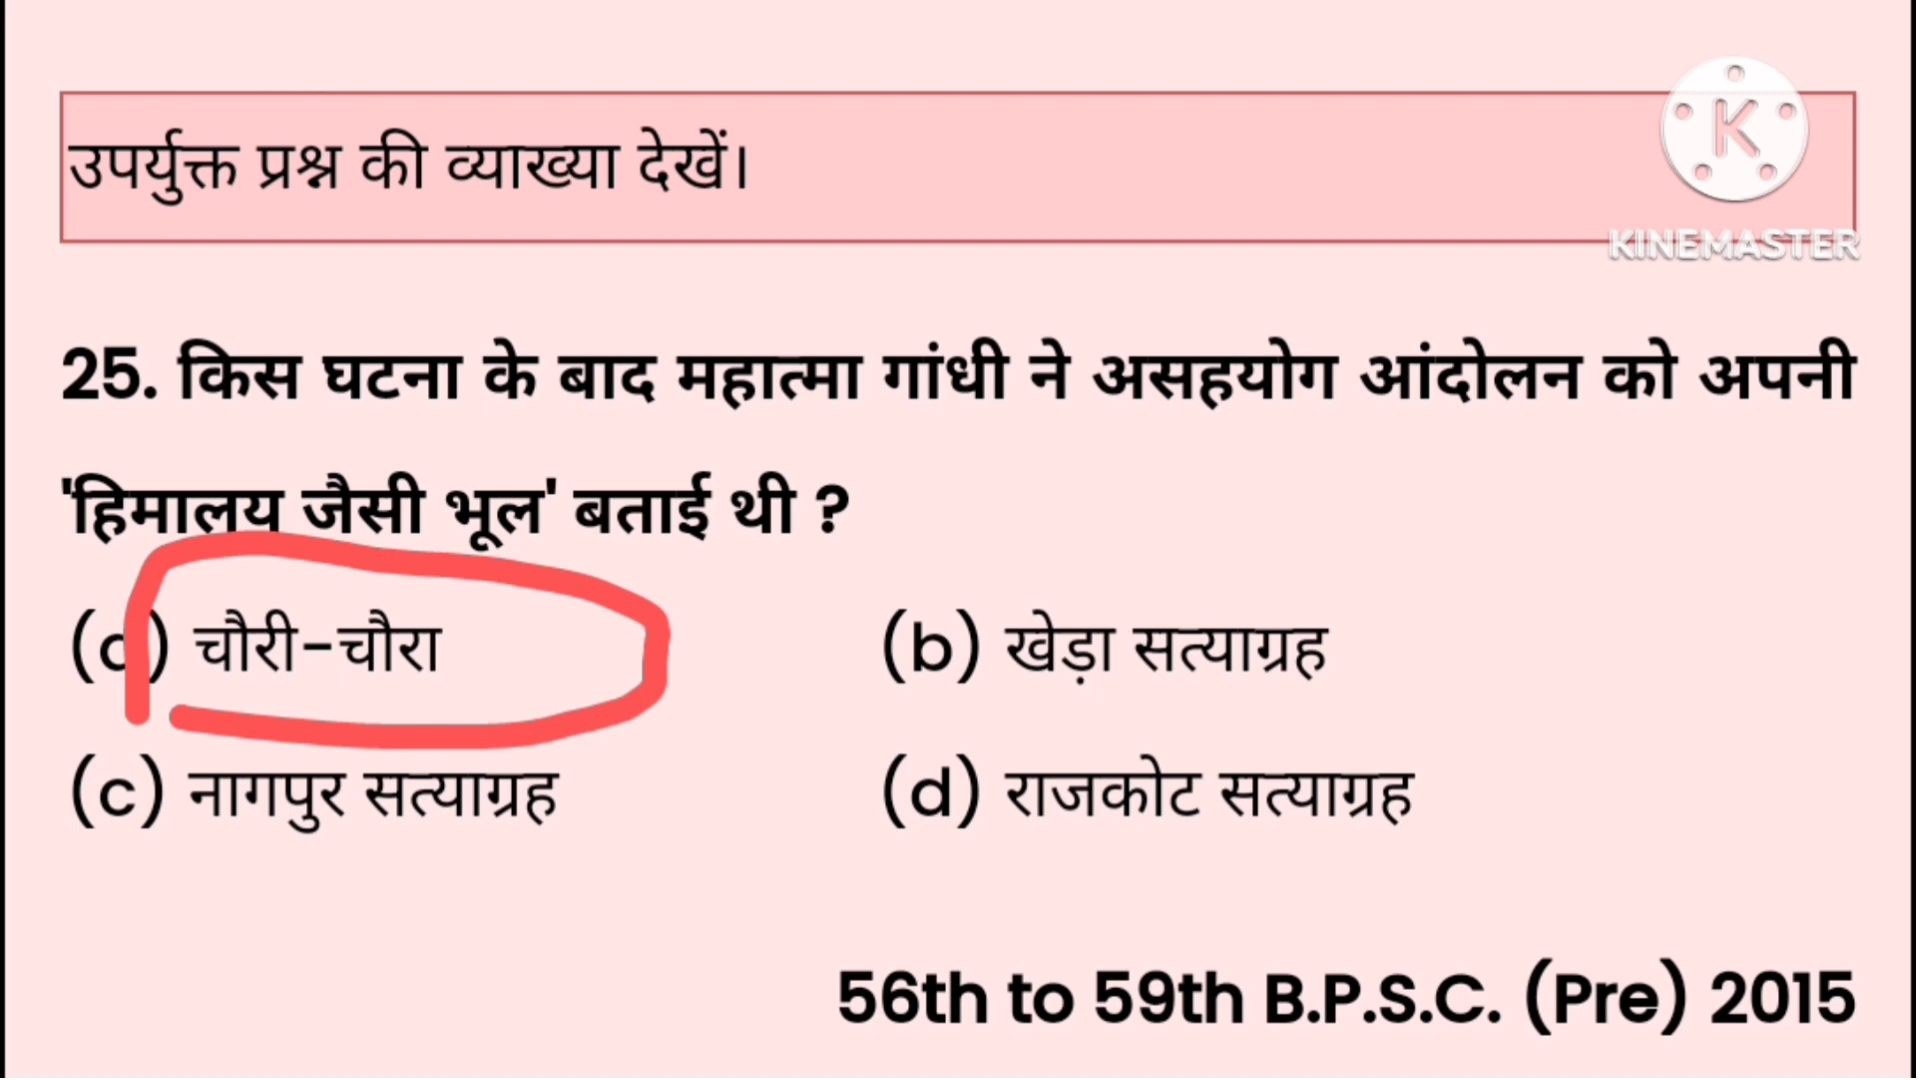 उपर्युक्त प्रश्न की व्याख्या देखें।
K
KINEMASTER
25. किस घटना के बाद महात्मा गांधी ने असहयोग आंदोलन को अपनी
'हिमालय जैसी भूल' बताई थी ?
(a) चौरी-चौरा (b) खेड़ा सत्याग्रह
(c) नागपुर सत्याग्रह (d) राजकोट सत्याग्रह
56th to 59th B.P.S.C. (Pre) 2015